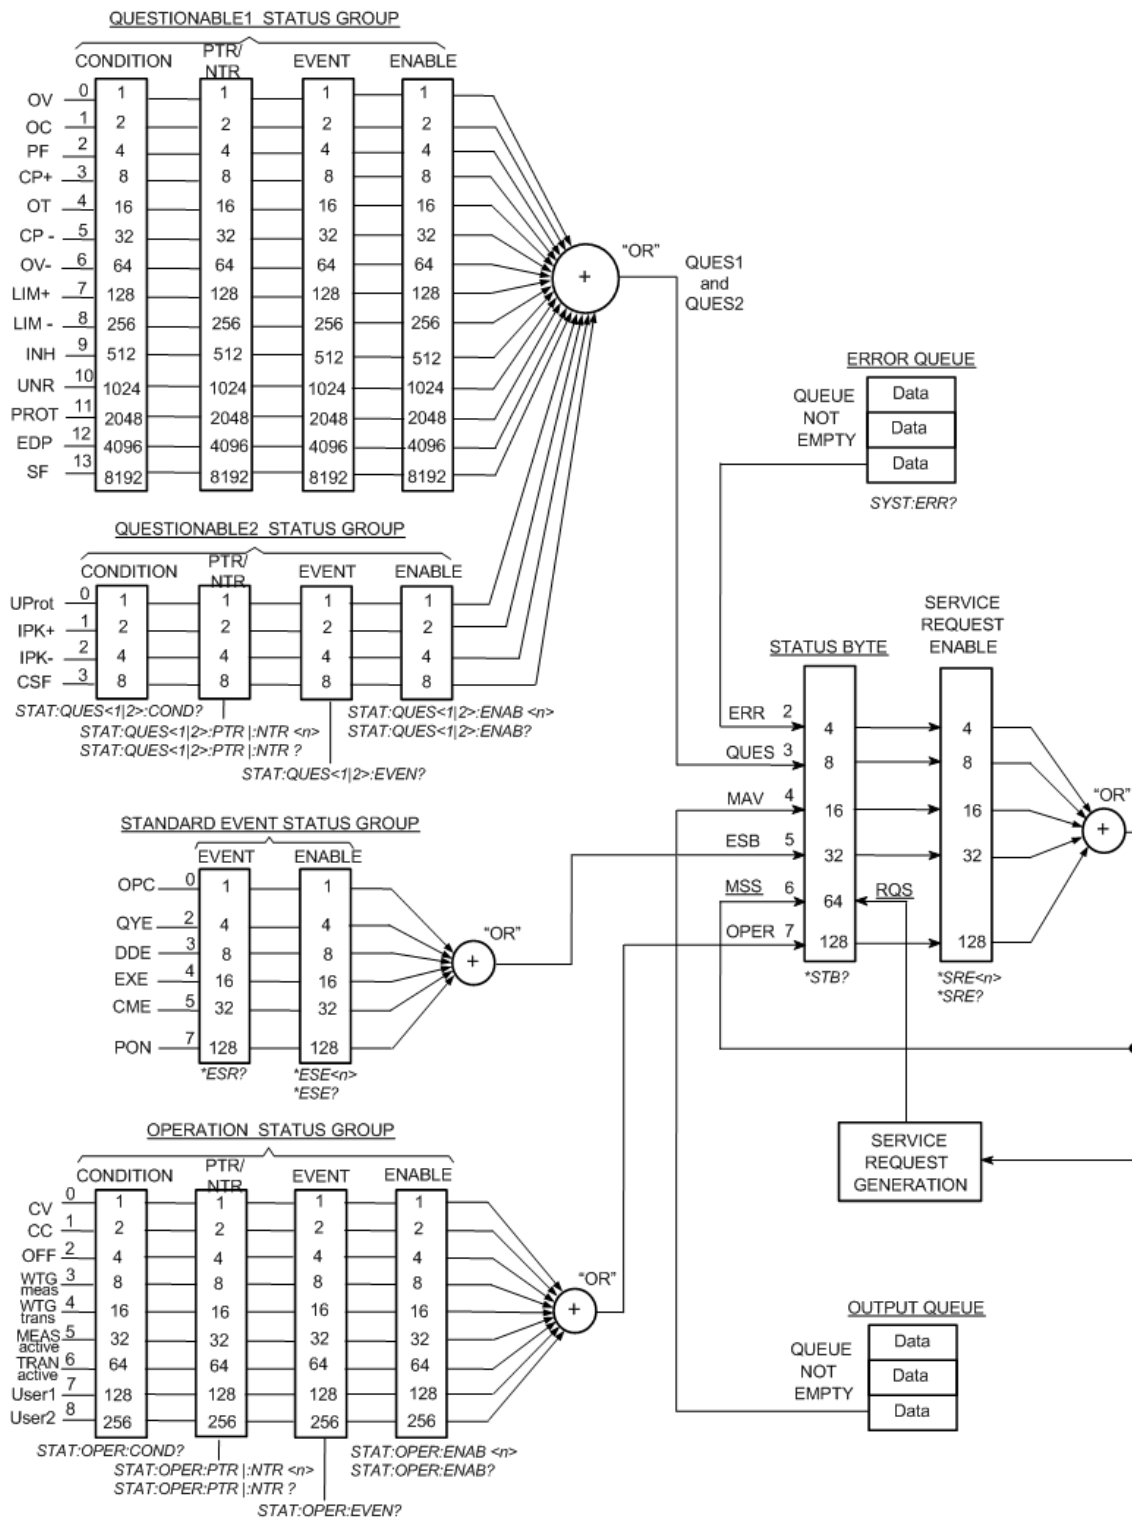 QUESTIONABLE1 STATUS GROUP
CONDITION PTR/ NTR EVENT ENABLE
OV 0 1 1 1 1
OC 1 2 2 2 2
PF 2 4 4 4 4
CP+ 3 8 8 8 8
OT 4 16 16 16 16
CP - 5 32 32 32 32
OV- 6 64 64 64 64
LIM+ 7 128 128 128 128
LIM - 8 256 256 256 256
INH 9 512 512 512 512
UNR 10 1024 1024 1024 1024
PROT 11 2048 2048 2048 2048
EDP 12 4096 4096 4096 4096
SF 13 8192 8192 8192 8192
+
"OR"
QUES1
and
QUES2
QUESTIONABLE2 STATUS GROUP
CONDITION PTR/ NTR EVENT ENABLE
UProt 0 1 1 1 1
IPK+ 1 2 2 2 2
IPK- 2 4 4 4 4
CSF 3 8 8 8 8
STAT:QUES<1|2>:COND?
STAT:QUES<1|2>:PTR |:NTR <n>
STAT:QUES<1|2>:PTR |:NTR ?
STAT:QUES<1|2>:EVEN?
STAT:QUES<1|2>:ENAB <n>
STAT:QUES<1|2>:ENAB?
ERROR QUEUE
QUEUE
NOT
EMPTY
Data
Data
Data
SYST:ERR?
STANDARD EVENT STATUS GROUP
EVENT ENABLE
OPC 0 1 1
QYE 2 4 4
DDE 3 8 8
EXE 4 16 16
CME 5 32 32
PON 7 128 128
*ESR?
*ESE<n>
*ESE?
+
"OR"
STATUS BYTE
SERVICE
REQUEST
ENABLE
ERR 2 4 4
QUES 3 8 8
MAV 4 16 16
ESB 5 32 32
MSS 6 64 RQS
OPER 7 128 128
*STB?
*SRE<n>
*SRE?
"OR"
+
SERVICE
REQUEST
GENERATION
OPERATION STATUS GROUP
CONDITION PTR/ NTR EVENT ENABLE
CV 0 1 1 1 1
CC 1 2 2 2 2
OFF 2 4 4 4 4
WTG meas 3 8 8 8 8
WTG trans 4 16 16 16 16
MEAS active 5 32 32 32 32
TRAN active 6 64 64 64 64
User1 7 128 128 128 128
User2 8 256 256 256 256
STAT:OPER:COND?
STAT:OPER:PTR |:NTR <n>
STAT:OPER:PTR |:NTR ?
STAT:OPER:EVEN?
STAT:OPER:ENAB <n>
STAT:OPER:ENAB?
+
"OR"
OUTPUT QUEUE
QUEUE
NOT
EMPTY
Data
Data
Data